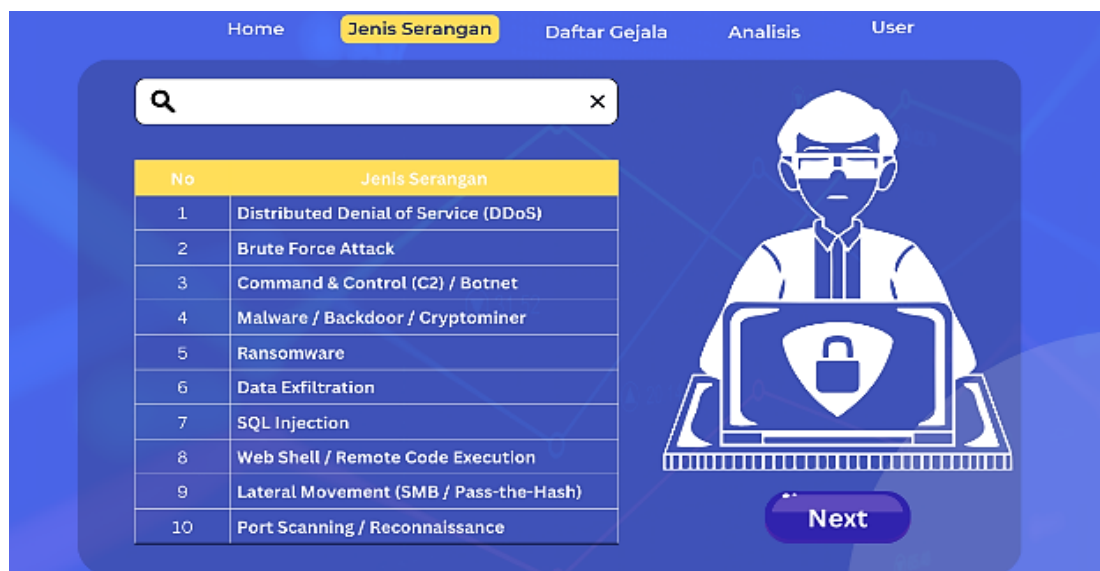 Home Jenis Serangan Daftar Gejala Analisis User
No Jenis Serangan
1 Distributed Denial of Service (DDoS)
2 Brute Force Attack
3 Command & Control (C2) / Botnet
4 Malware / Backdoor / Cryptominer
5 Ransomware
6 Data Exfiltration
7 SQL Injection
8 Web Shell / Remote Code Execution
9 Lateral Movement (SMB / Pass-the-Hash)
10 Port Scanning / Reconnaissance
Next